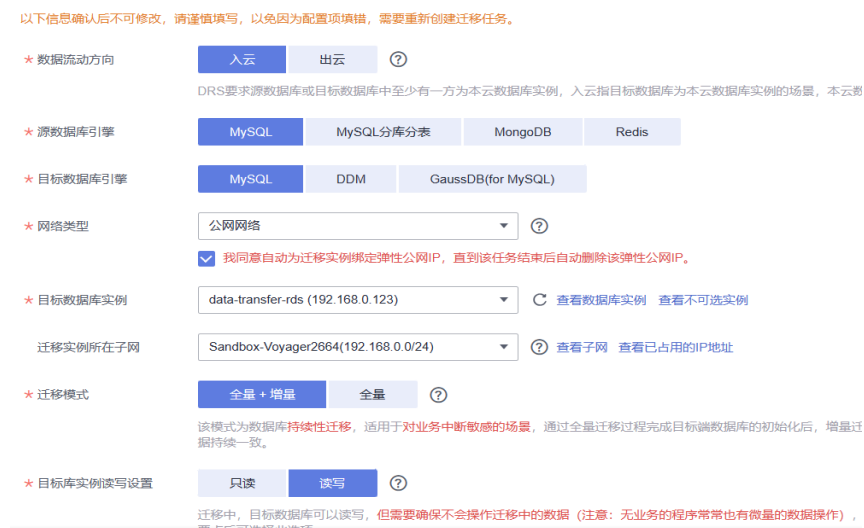 以下信息确认后不可修改，请谨慎填写，以免因为配置项填错，需要重新创建迁移任务。
* 数据流动方向 入云 出云 ?
DRS要求源数据库或目标数据库中至少有一方为本云数据库实例，入云指目标数据库为本云数据库实例的场景，本云数
* 源数据库引擎 MySQL MySQL分库分表 MongoDB Redis
* 目标数据库引擎 MySQL DDM GaussDB(for MySQL)
* 网络类型 公网网络 ?
我同意自动为迁移实例绑定弹性公网IP，直到该任务结束后自动删除该弹性公网IP。
* 目标数据库实例 data-transfer-rds (192.168.0.123) 查看数据库实例 查看不可选实例
迁移实例所在子网 Sandbox-Voyager2664(192.168.0.0/24) ? 查看子网 查看已占用的IP地址
* 迁移模式 全量 + 增量 全量 ?
该模式为数据库持续性迁移，适用于对业务中断敏感的场景，通过全量迁移过程完成目标端数据库的初始化后，增量迁
据持续一致。
* 目标库实例读写设置 只读 读写 ?
迁移中，目标数据库可以读写，但需要确保不会操作迁移中的数据（注意：无业务的程序常常也有微量的数据操作），